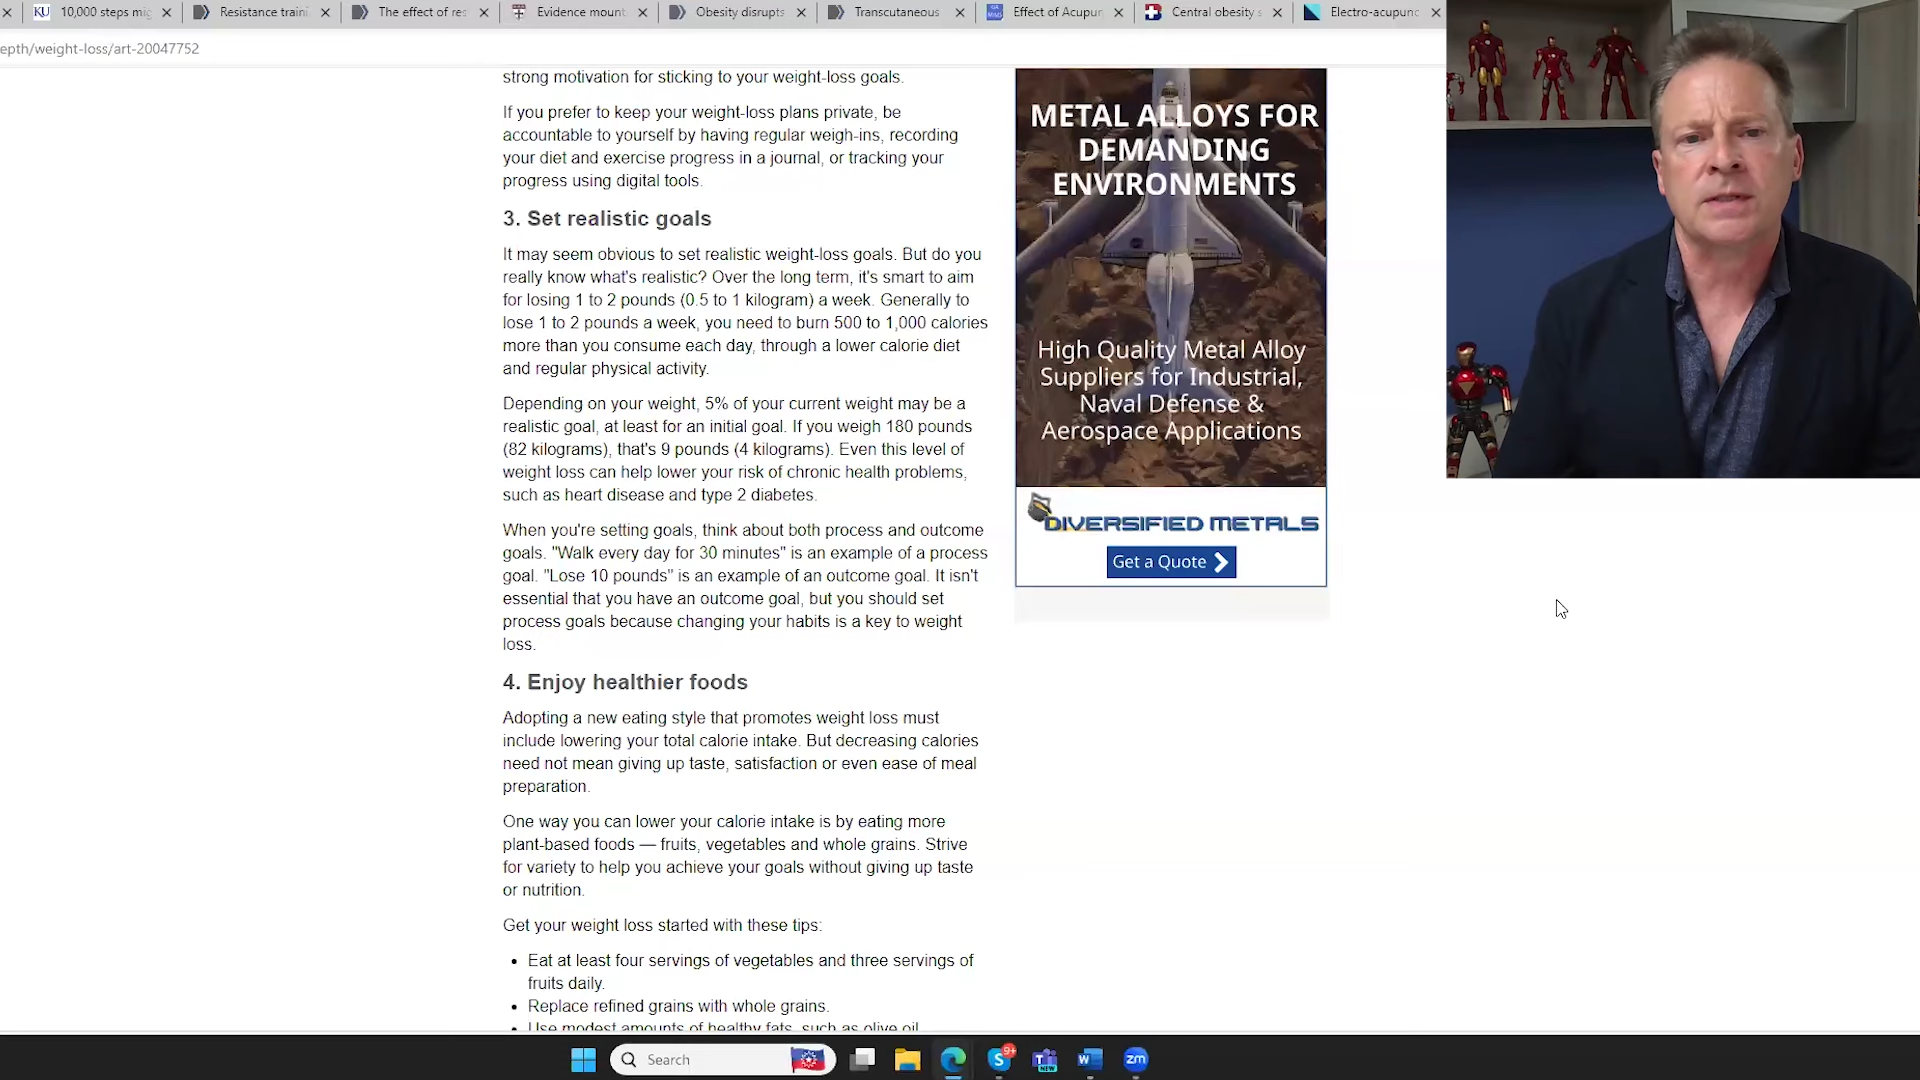 10,000 steps mig
Resistance traini
The effect of res
Evidence mount
Obesity disrupts
Transcutaneous
Effect of Acupun
Central obesity s
Electro-acupunc
epth/weight-loss/art-20047752
strong motivation for sticking to your weight-loss goals.
If you prefer to keep your weight-loss plans private, be
accountable to yourself by having regular weigh-ins, recording
your diet and exercise progress in a journal, or tracking your
progress using digital tools.
3. Set realistic goals
It may seem obvious to set realistic weight-loss goals. But do you
really know what's realistic? Over the long term, it's smart to aim
for losing 1 to 2 pounds (0.5 to 1 kilogram) a week. Generally to
lose 1 to 2 pounds a week, you need to burn 500 to 1,000 calories
more than you consume each day, through a lower calorie diet
and regular physical activity.
Depending on your weight, 5% of your current weight may be a
realistic goal, at least for an initial goal. If you weigh 180 pounds
(82 kilograms), that's 9 pounds (4 kilograms). Even this level of
weight loss can help lower your risk of chronic health problems,
such as heart disease and type 2 diabetes.
When you're setting goals, think about both process and outcome
goals. "Walk every day for 30 minutes" is an example of a process
goal. "Lose 10 pounds" is an example of an outcome goal. It isn't
essential that you have an outcome goal, but you should set
process goals because changing your habits is a key to weight
loss.
4. Enjoy healthier foods
Adopting a new eating style that promotes weight loss must
include lowering your total calorie intake. But decreasing calories
need not mean giving up taste, satisfaction or even ease of meal
preparation.
One way you can lower your calorie intake is by eating more
plant-based foods — fruits, vegetables and whole grains. Strive
for variety to help you achieve your goals without giving up taste
or nutrition.
Get your weight loss started with these tips:
• Eat at least four servings of vegetables and three servings of
fruits daily.
• Replace refined grains with whole grains.
• Use modest amounts of healthy fats, such as olive oil,
METAL ALLOYS FOR
DEMANDING
ENVIRONMENTS
High Quality Metal Alloy
Suppliers for Industrial,
Naval Defense &
Aerospace Applications
DIVERSIFIED METALS
Get a Quote
Search
9+
NEW
zm